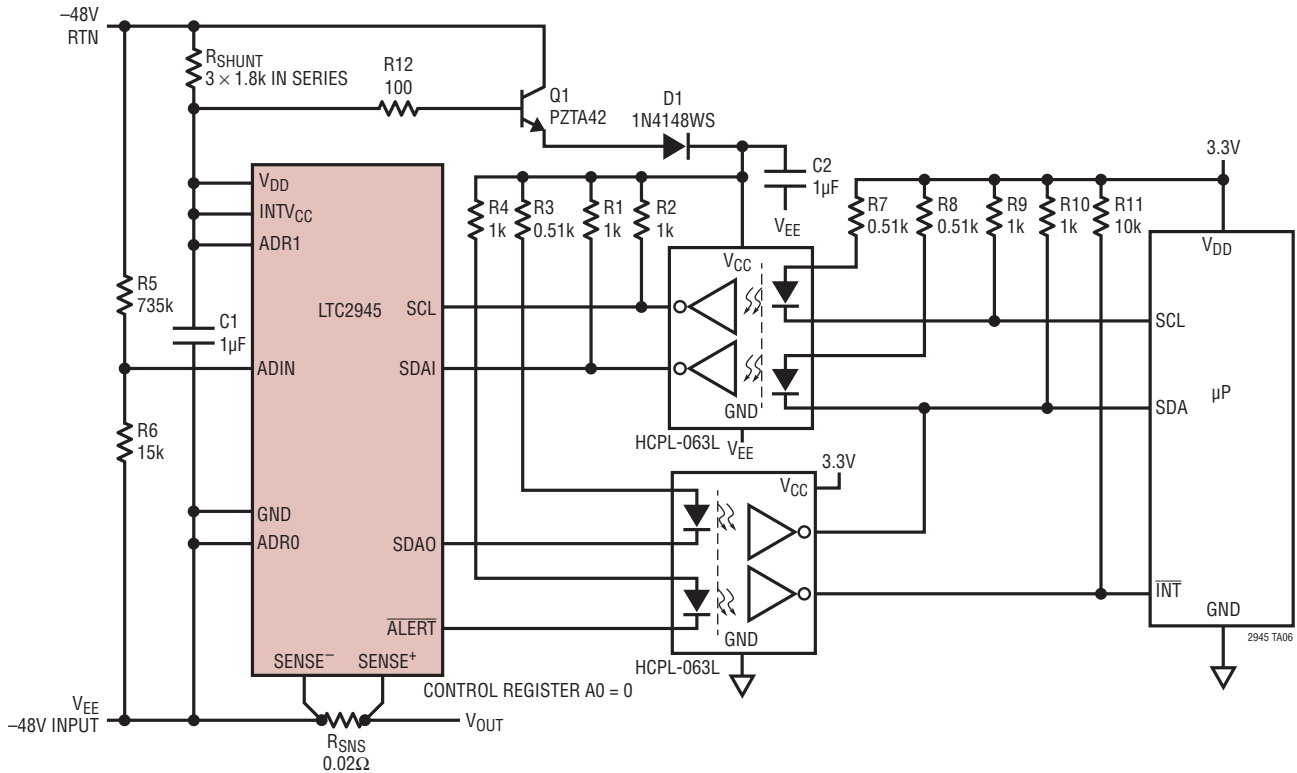 –48V
RTN
RSHUNT
3 × 1.8k IN SERIES
R12
100
Q1
PZTA42
D1
1N4148WS
C2
1µF
VEE
3.3V
R4
1k
R3
0.51k
R1
1k
R2
1k
R7
0.51k
R8
0.51k
R9
1k
R10
1k
R11
10k
VDD
INTVCC
ADR1
LTC2945
SCL
SDAI
ADIN
GND
ADR0
SDAO
ALERT
SENSE–
SENSE+
R5
735k
C1
1µF
R6
15k
VCC
GND
HCPL-063L
VEE
3.3V
VCC
GND
HCPL-063L
VDD
SCL
SDA
µP
INT
GND
2945 TA06
CONTROL REGISTER A0 = 0
VEE
–48V INPUT
VOUT
RSNS
0.02Ω